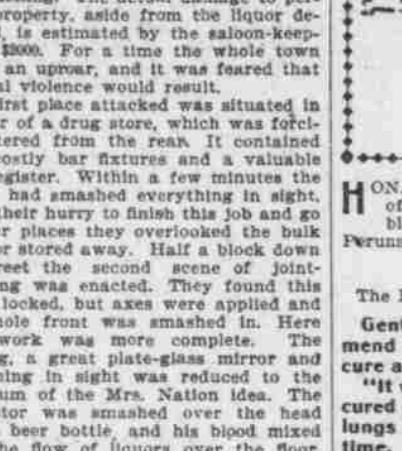 property, aside from the liquor de-
is estimated by the saloon-keep-
$3000. For a time the whole town
an uproar, and it was feared that
violence would result.
first place attacked was situated in
of a drug store, which was forci-
tered from the rear. It contained
costly bar fixtures and a valuable
egister. Within a few minutes the
had smashed everything in sight,
their hurry to finish this job and go
places they overlooked the bulk
or stored away. Half a block down
reet the second scene of joint-
ng was enacted. They found this
locked, but axes were applied and
hole front was smashed in. Here
work was more complete. The
g, a great plate-glass mirror and
hing in sight was reduced to the
um of the Mrs. Nation idea. The
tor was smashed over the head
beer bottle, and his blood mixed
the flow of liquors over the floor.
HON.
of
bl
Peruns
The
Gent
mend
cure a
"It
cured
lungs
time.